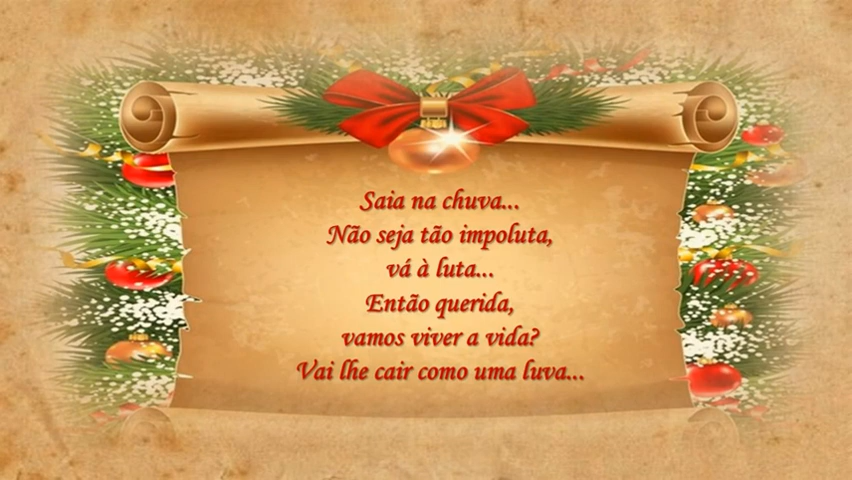 Saia na chuva...
Não seja tão impoluta,
vá à luta...
Então querida,
vamos viver a vida?
Vai lhe cair como uma luva...